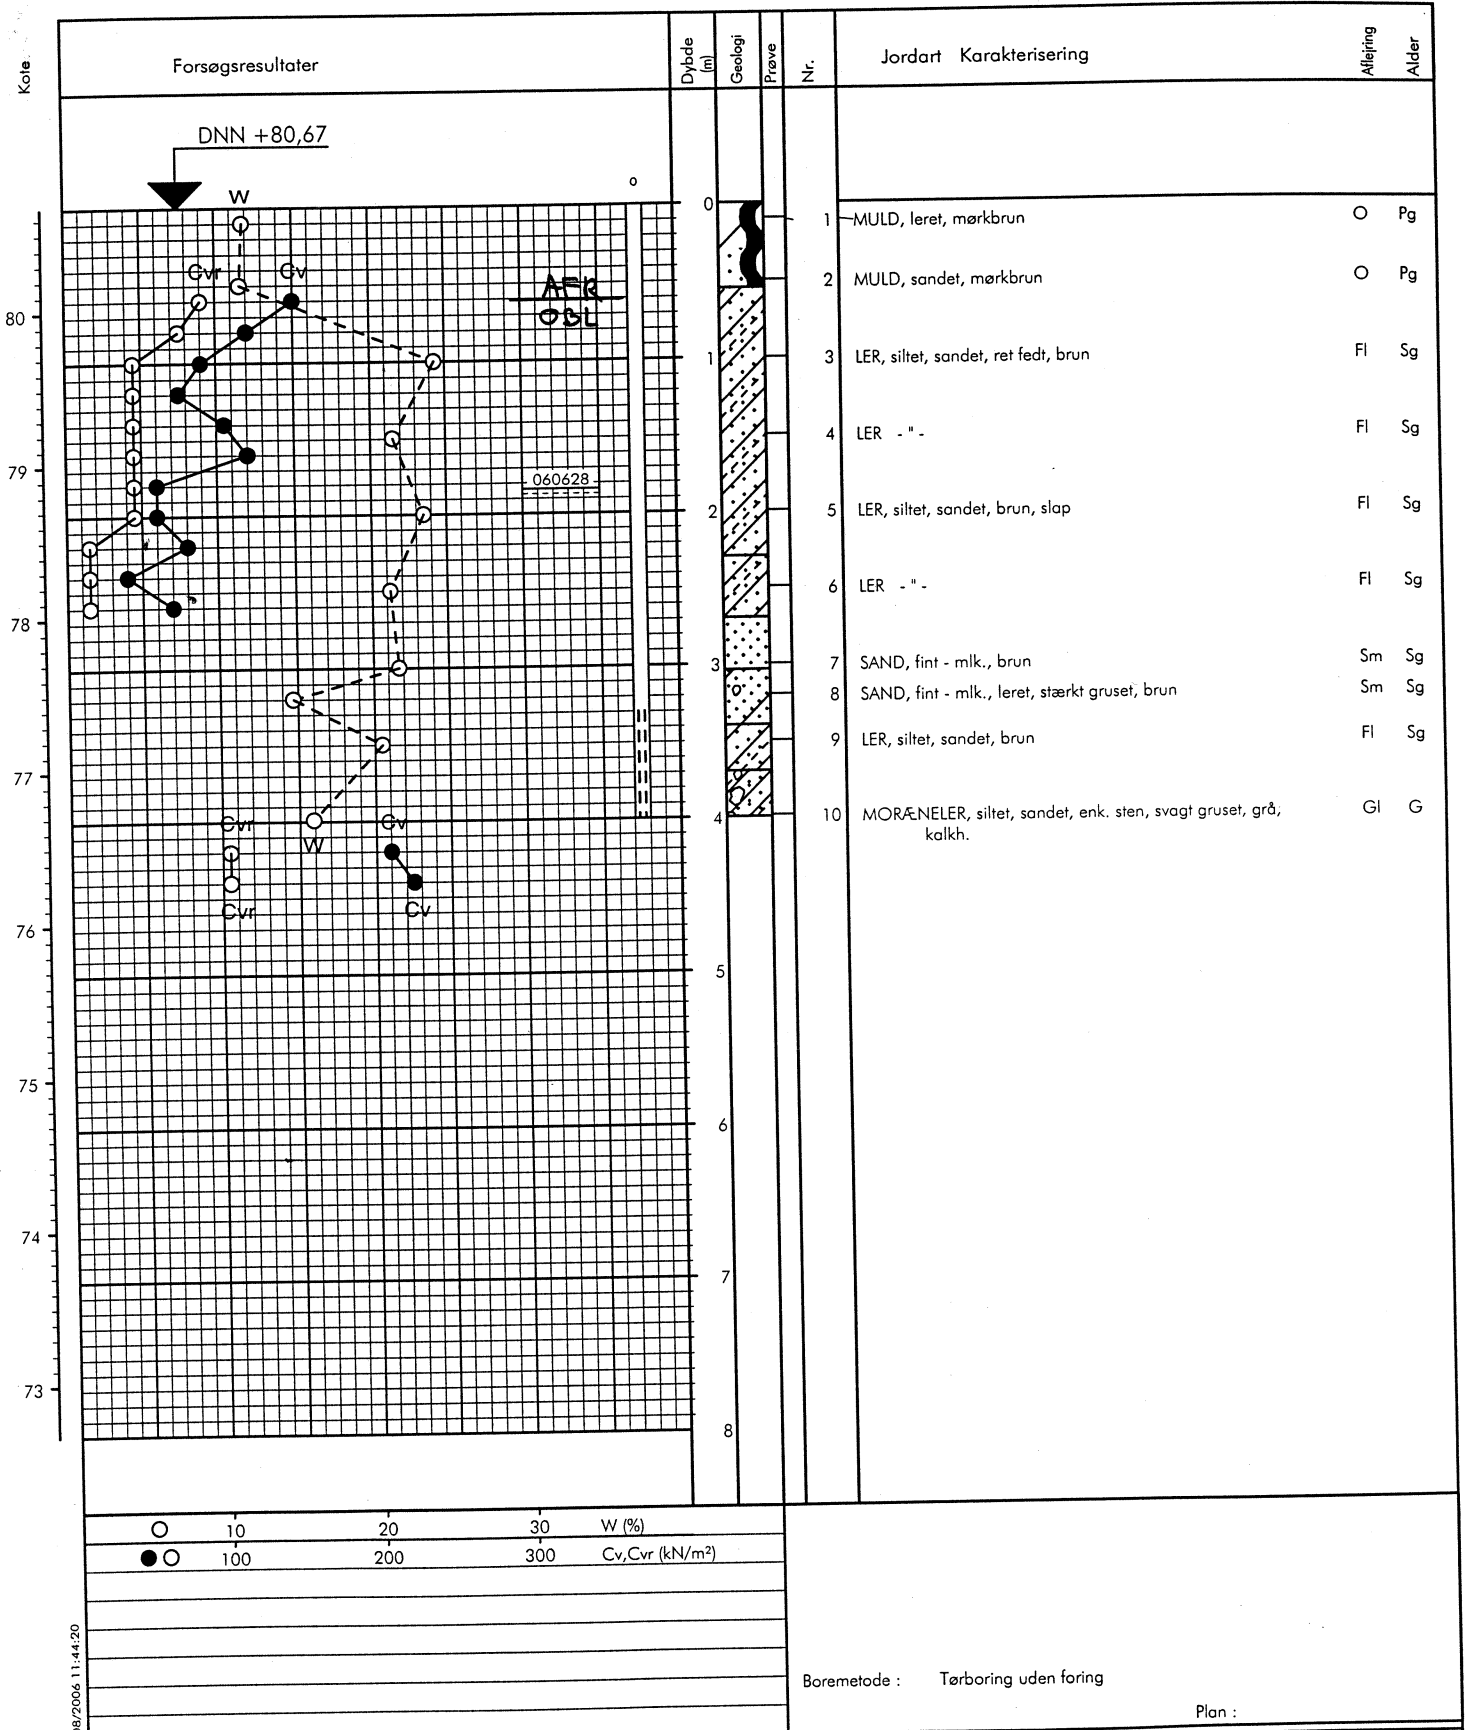 Kote.
Forsøgsresultater
Dybde (m)
Geologi
Prøve
Nr.
Jordart Karakterisering
Aflejring
Alder
DNN +80,67
W
Cvr
Cv
AFR
OBL
060628
80
79
78
77
76
75
74
73
0
1
2
3
4
5
6
7
8
1 MULD, leret, mørkbrun O Pg
2 MULD, sandet, mørkbrun O Pg
3 LER, siltet, sandet, ret fedt, brun Fl Sg
4 LER - " - Fl Sg
5 LER, siltet, sandet, brun, slap Fl Sg
6 LER - " - Fl Sg
7 SAND, fint - mlk., brun Sm Sg
8 SAND, fint - mlk., leret, stærkt gruset, brun Sm Sg
9 LER, siltet, sandet, brun Fl Sg
10 MORÆNELER, siltet, sandet, enk. sten, svagt gruset, grå, Gl G
kalkh.
Cvr
W
Cv
Cvr
Cv
10 20 30 W (%)
100 200 300 Cv,Cvr (kN/m²)
08/2006 11:44:20
Boremetode : Tørboring uden foring
Plan :